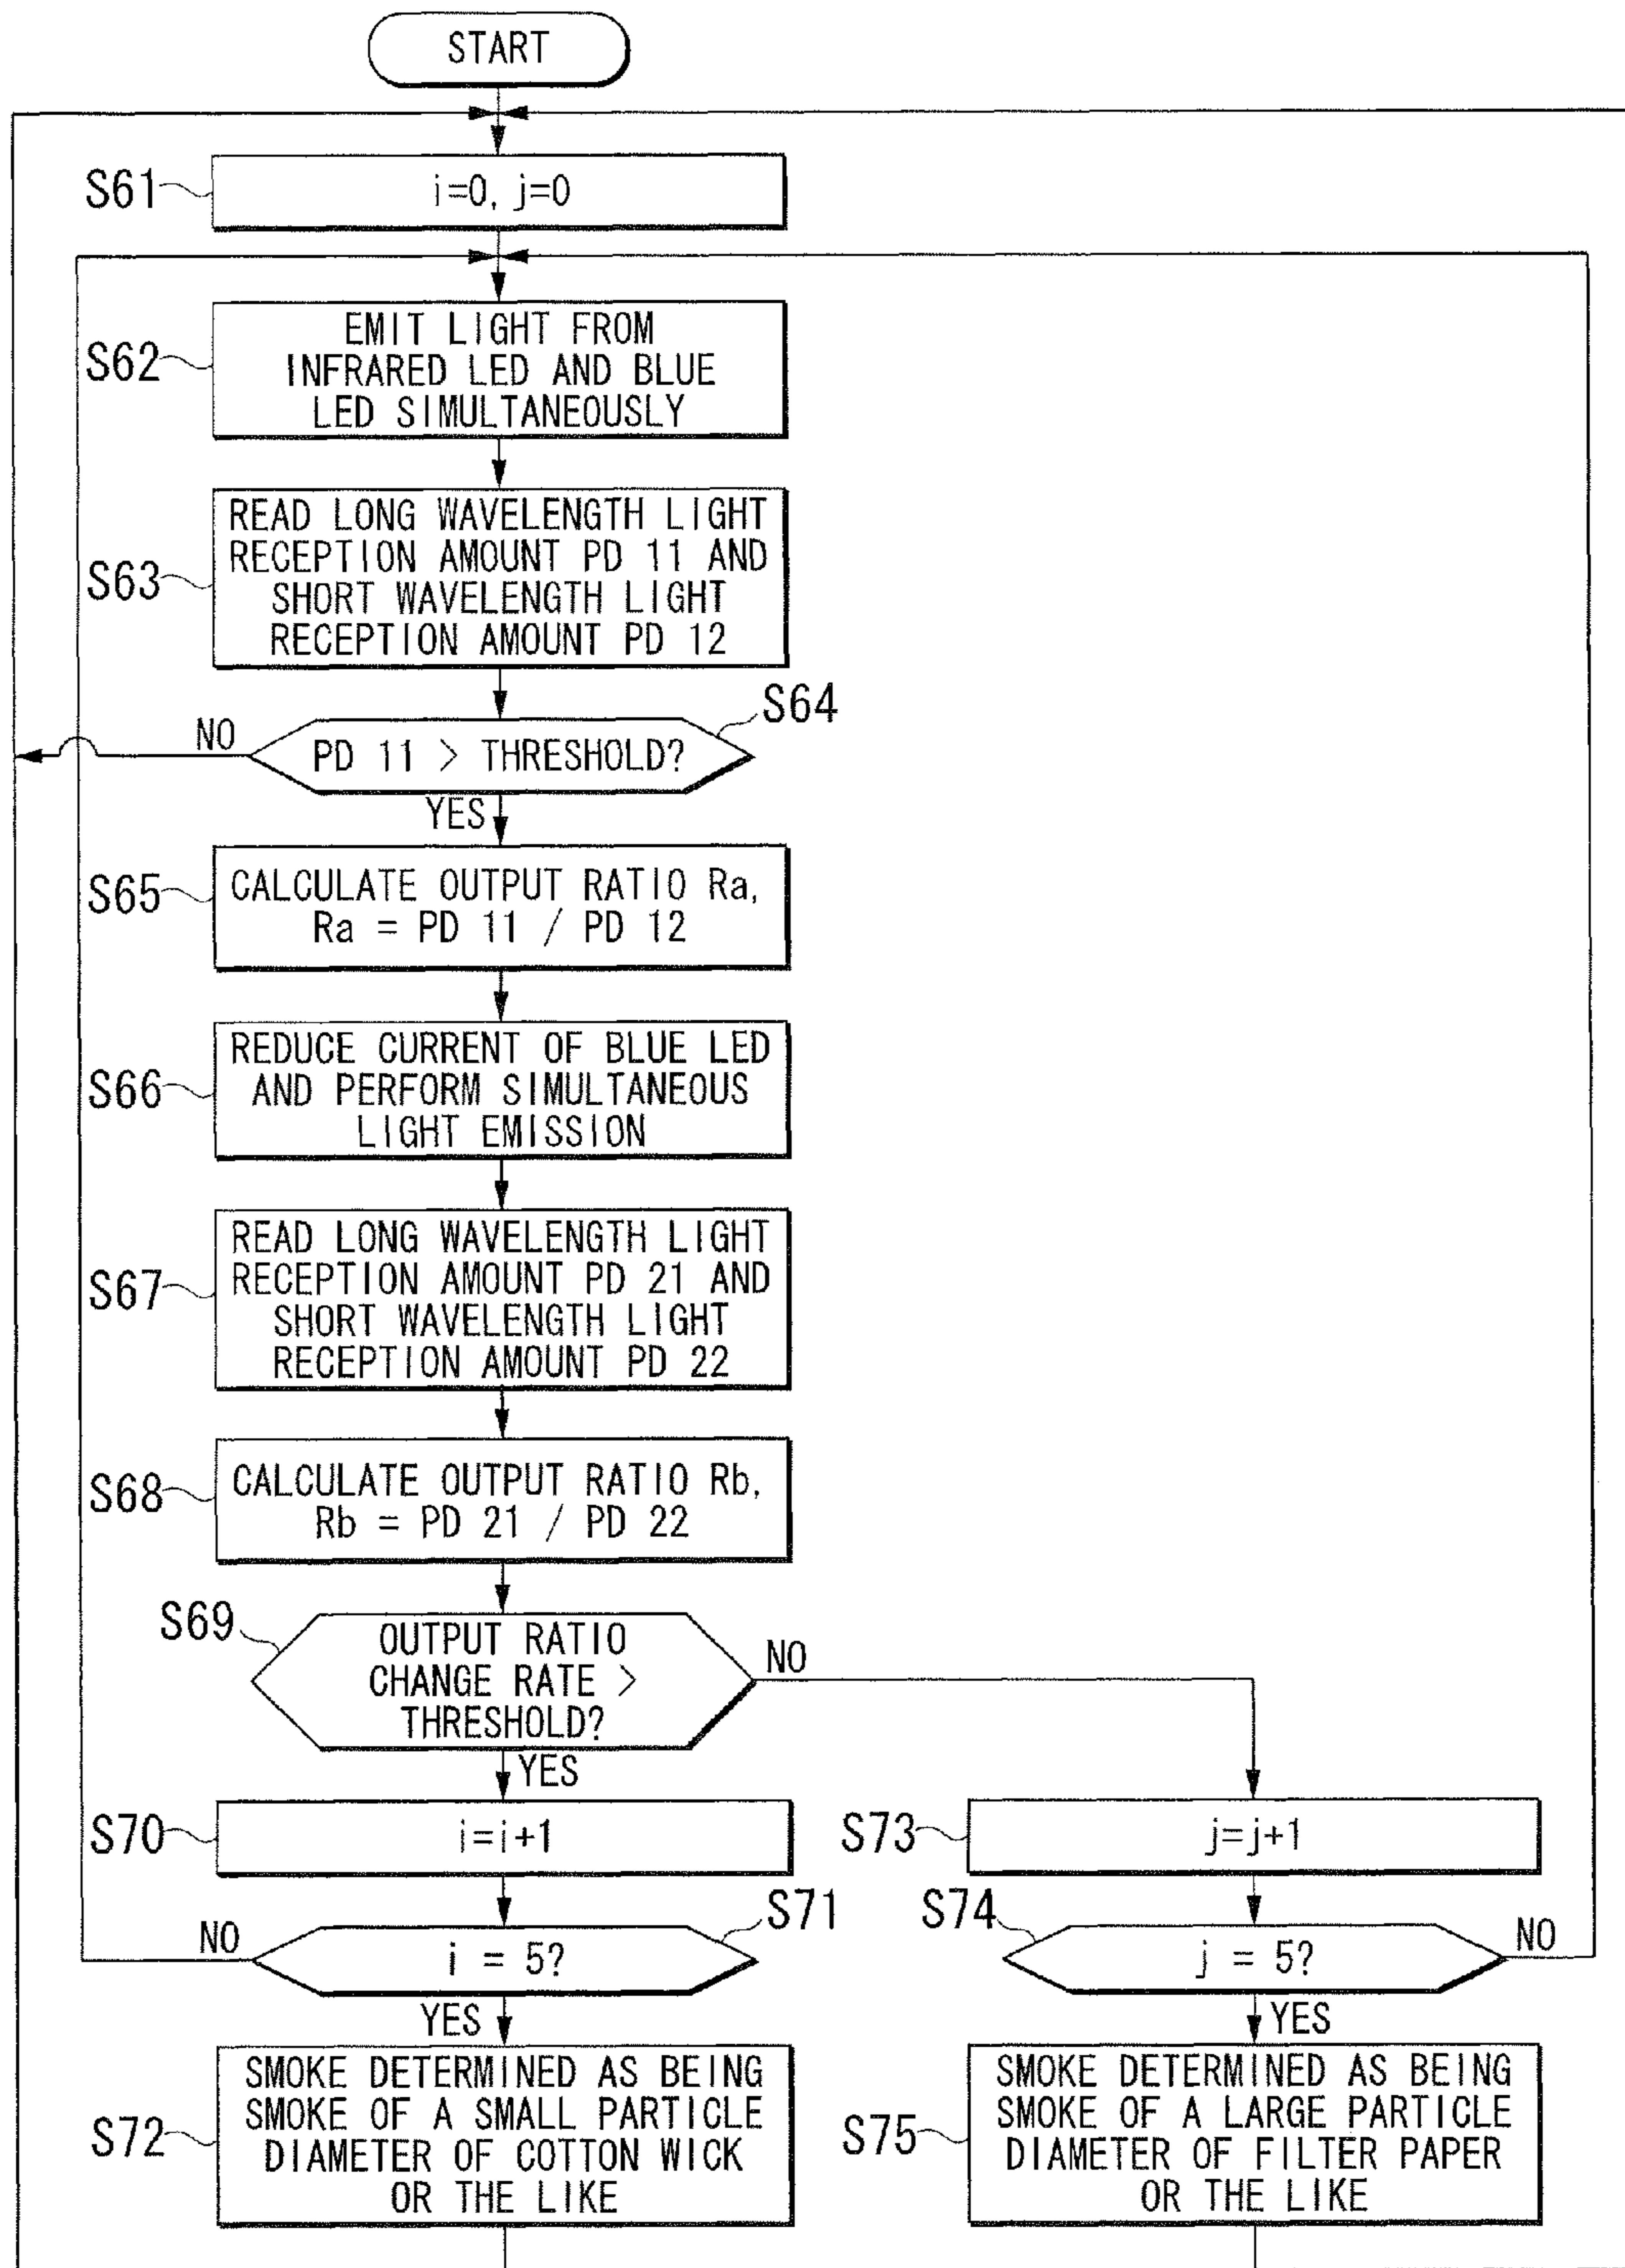 START
S61
i=0, j=0
S62
EMIT LIGHT FROM
INFRARED LED AND BLUE
LED SIMULTANEOUSLY
S63
READ LONG WAVELENGTH LIGHT
RECEPTION AMOUNT PD 11 AND
SHORT WAVELENGTH LIGHT
RECEPTION AMOUNT PD 12
S64
NO
PD 11 > THRESHOLD?
YES
S65
CALCULATE OUTPUT RATIO Ra,
Ra = PD 11 / PD 12
S66
REDUCE CURRENT OF BLUE LED
AND PERFORM SIMULTANEOUS
LIGHT EMISSION
S67
READ LONG WAVELENGTH LIGHT
RECEPTION AMOUNT PD 21 AND
SHORT WAVELENGTH LIGHT
RECEPTION AMOUNT PD 22
S68
CALCULATE OUTPUT RATIO Rb,
Rb = PD 21 / PD 22
S69
OUTPUT RATIO
CHANGE RATE >
THRESHOLD?
NO
YES
S70
i=i+1
S73
j=j+1
S71
NO
i = 5?
YES
S74
j = 5?
NO
YES
S72
SMOKE DETERMINED AS BEING
SMOKE OF A SMALL PARTICLE
DIAMETER OF COTTON WICK
OR THE LIKE
S75
SMOKE DETERMINED AS BEING
SMOKE OF A LARGE PARTICLE
DIAMETER OF FILTER PAPER
OR THE LIKE